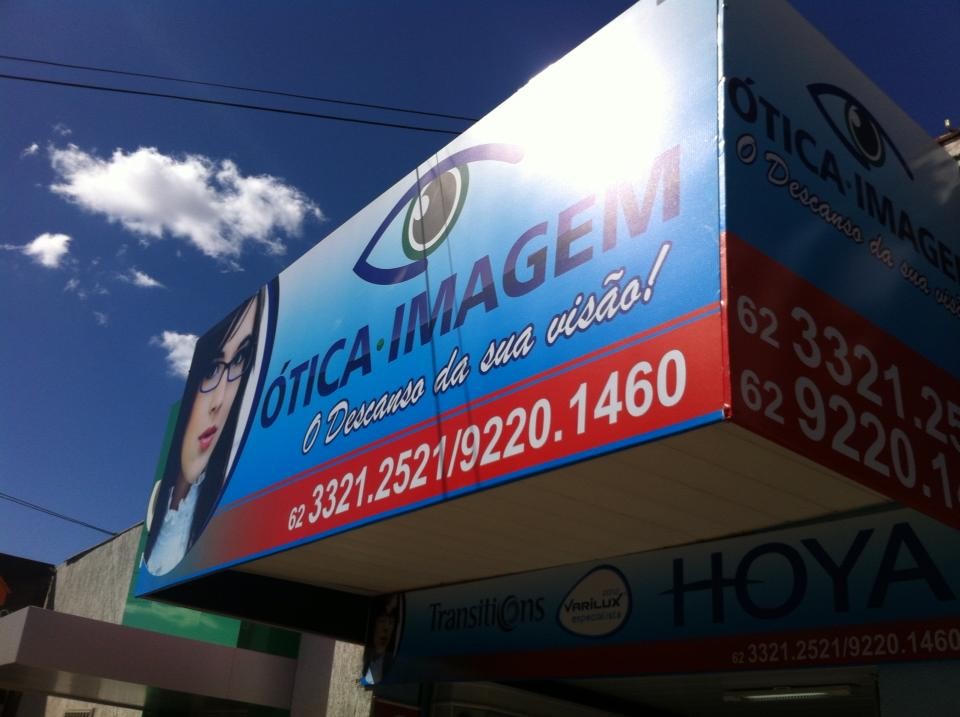 ÓTICA·IMAGEM
O Descanso da sua visão!
62 3321.2521/9220.1460
ÓTICA·IMAGEM
O Descanso da sua
62 3321.25
62 9220.1
Transitions
VARILUX
especialista
HOYA
62 3321.2521/9220.1460